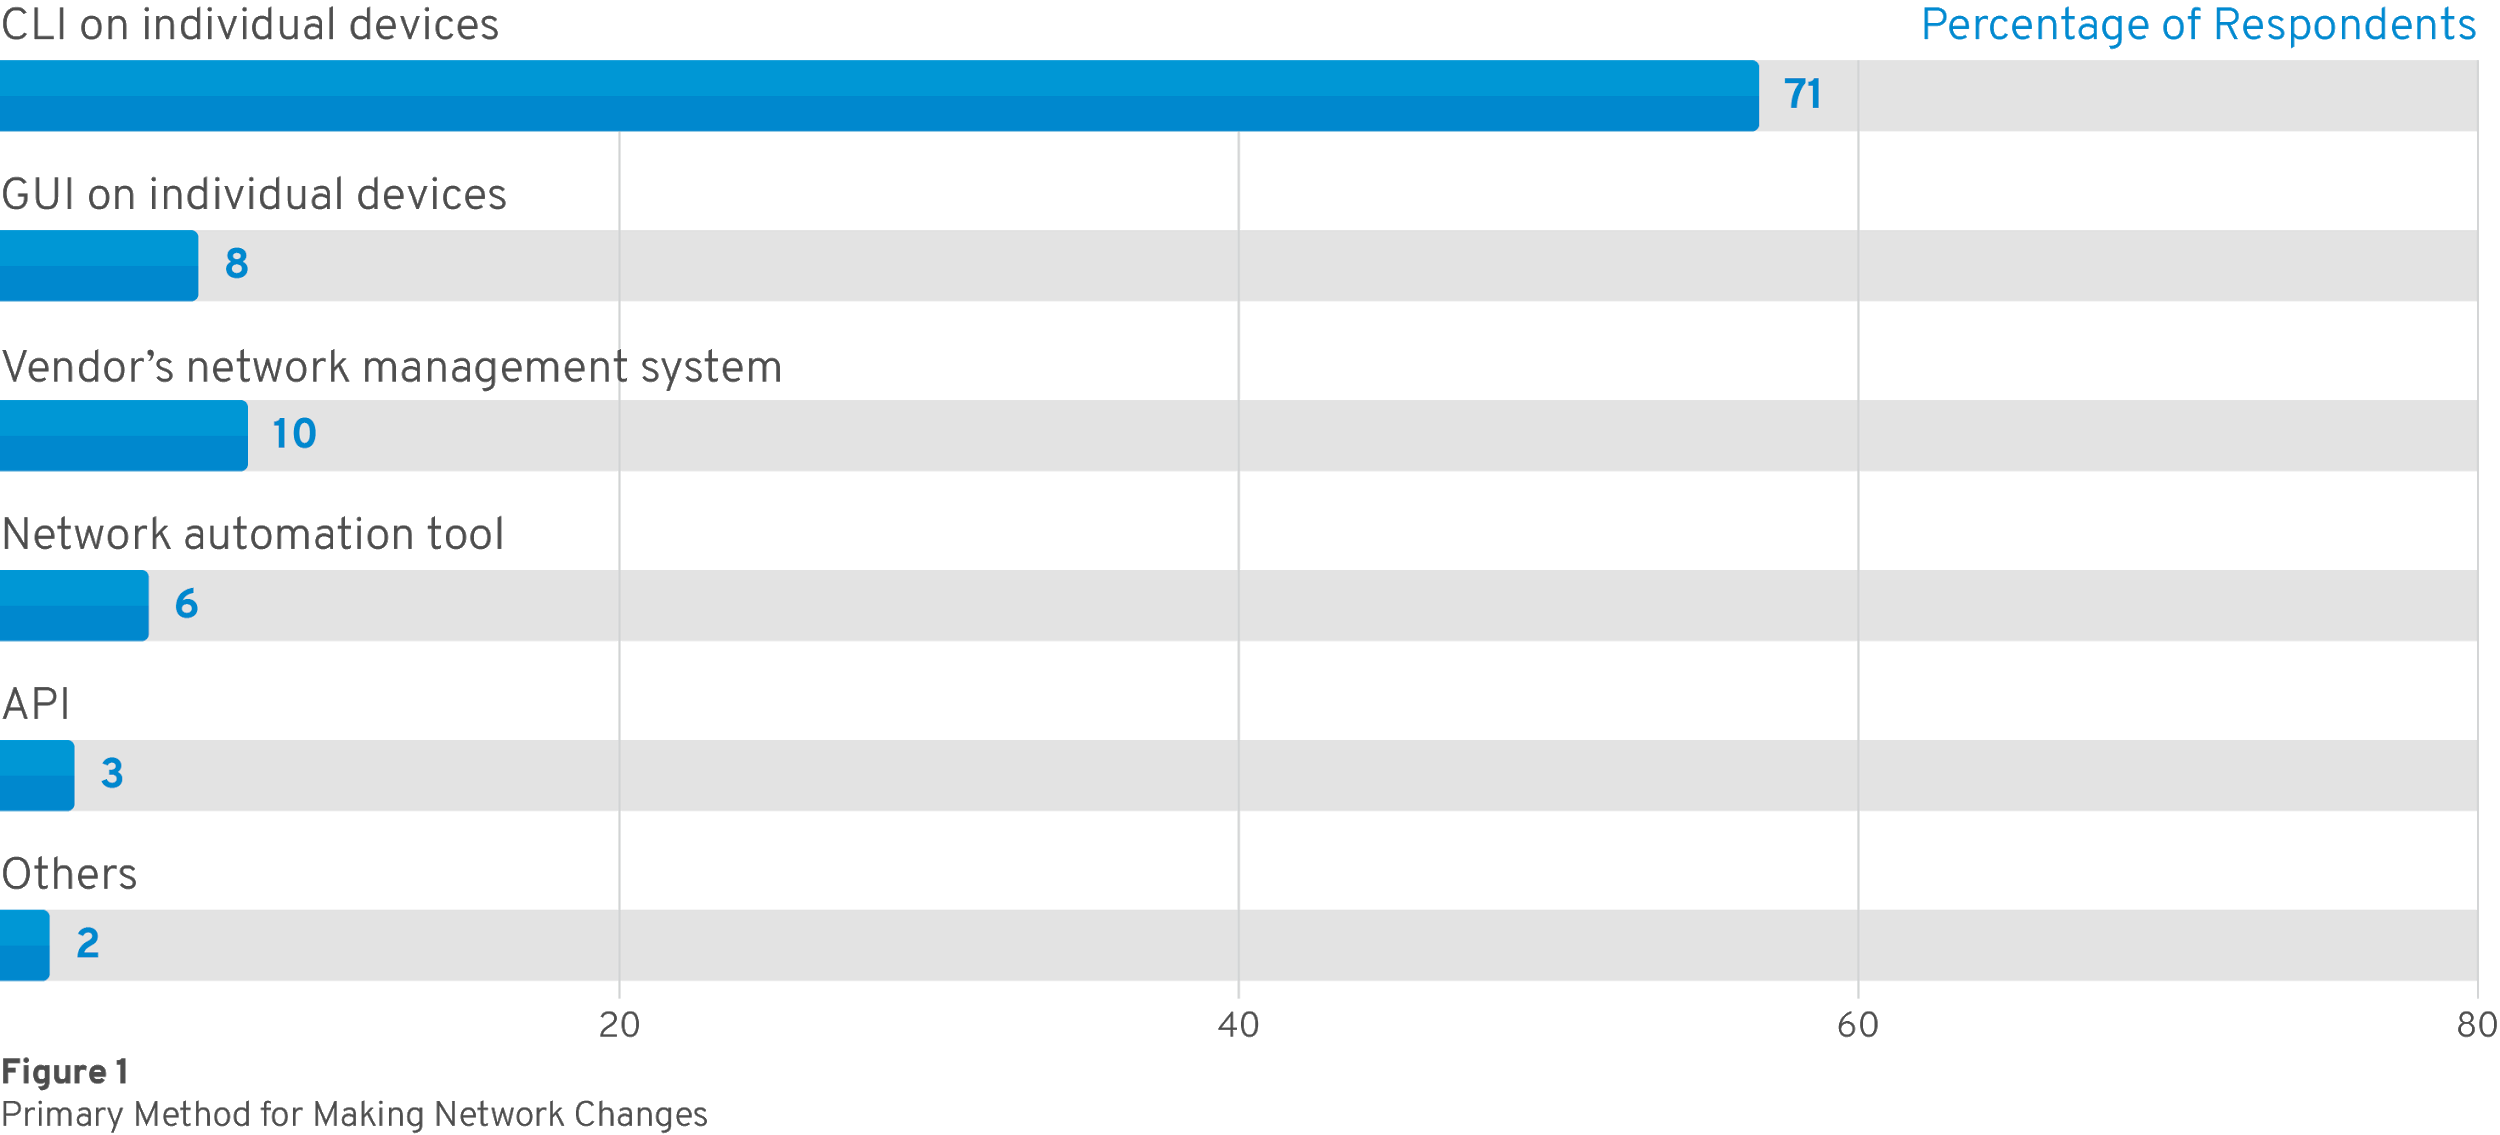 CLI on individual devices
Percentage of Respondents
71
GUI on individual devices
8
Vendor’s network management system
10
Network automation tool
6
API
3
Others
2
20 40 60 80
Figure 1
Primary Method for Making Network Changes